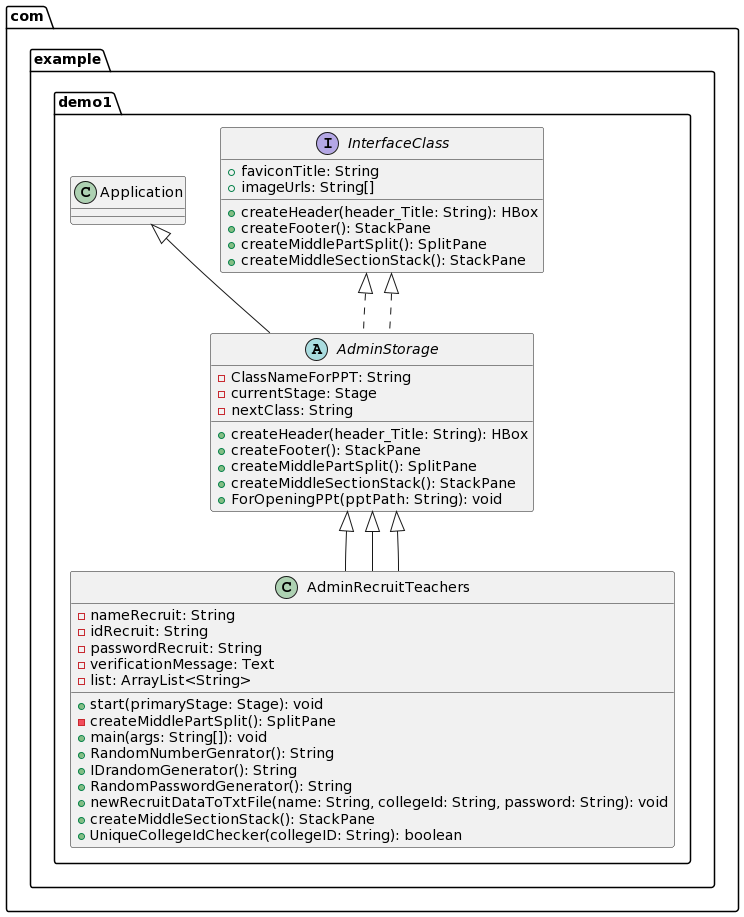 com
example
demo1
I InterfaceClass
faviconTitle: String
imageUrls: String[]
createHeader(header_Title: String): HBox
createFooter(): StackPane
createMiddlePartSplit(): SplitPane
createMiddleSectionStack(): StackPane
C Application
A AdminStorage
ClassNameForPPT: String
currentStage: Stage
nextClass: String
createHeader(header_Title: String): HBox
createFooter(): StackPane
createMiddlePartSplit(): SplitPane
createMiddleSectionStack(): StackPane
ForOpeningPPt(pptPath: String): void
C AdminRecruitTeachers
nameRecruit: String
idRecruit: String
passwordRecruit: String
verificationMessage: Text
list: ArrayList<String>
start(primaryStage: Stage): void
createMiddlePartSplit(): SplitPane
main(args: String[]): void
RandomNumberGenrator(): String
IDrandomGenerator(): String
RandomPasswordGenerator(): String
newRecruitDataToTxtFile(name: String, collegeId: String, password: String): void
createMiddleSectionStack(): StackPane
UniqueCollegeIdChecker(collegeID: String): boolean